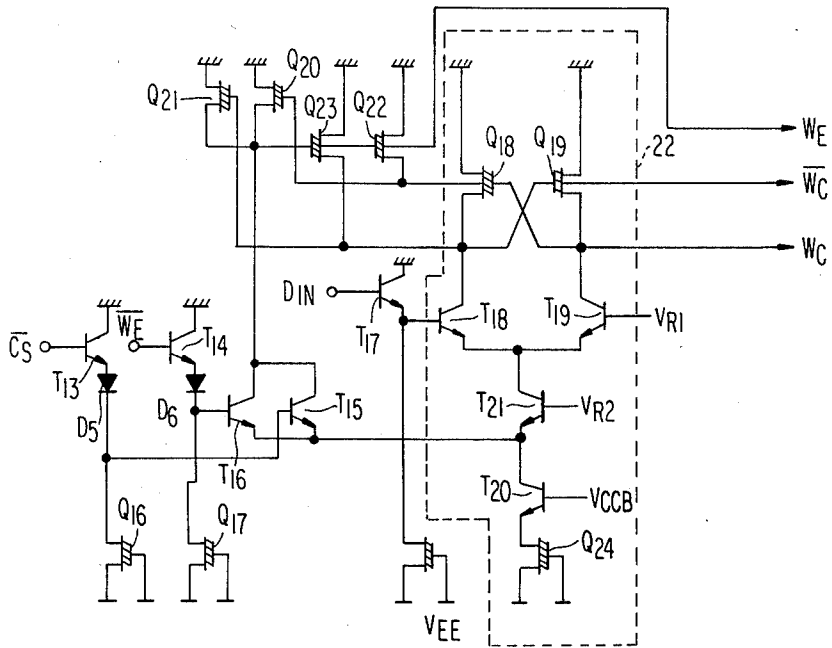 Q21
Q20
Q23
Q22
Q18
Q19
WE
22
W̅C̅
WC
DIN
T17
T18
T19
VR1
C̅S̅
W̅E̅
T13
T14
D5
D6
T16
T15
T21
VR2
T20
VCCB
Q16
Q17
Q24
VEE